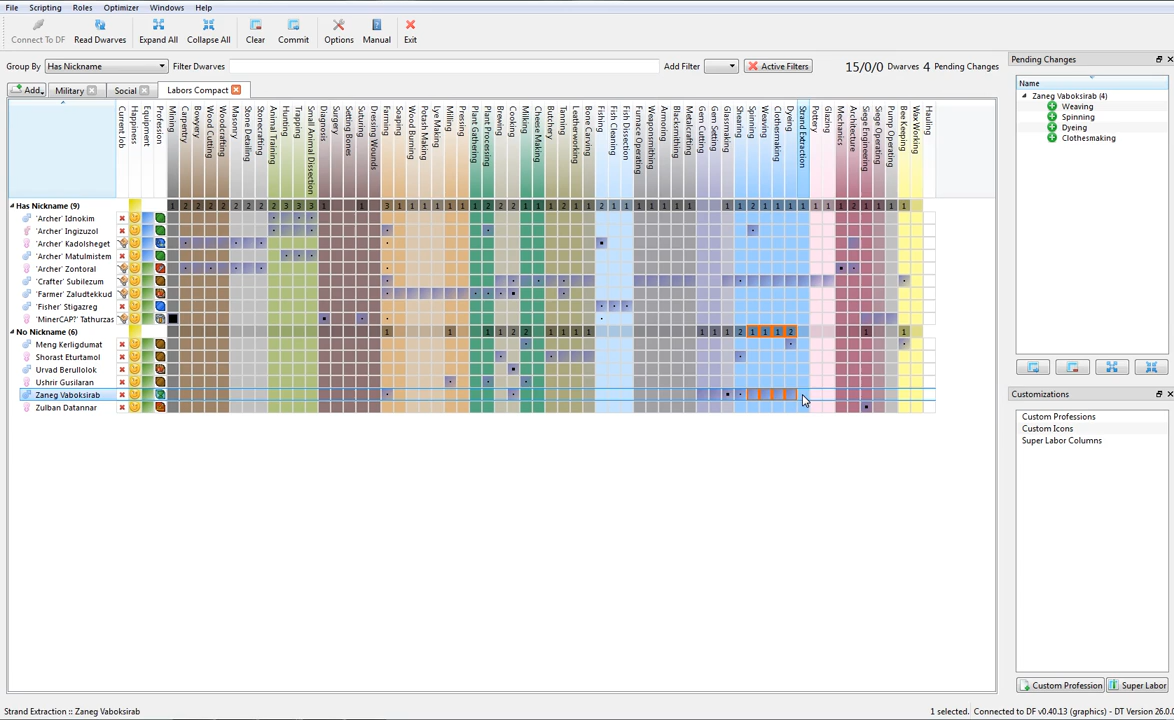 File Scripting Roles Optimizer Windows Help
Connect To DF Read Dwarves Expand All Collapse All Clear Commit Options Manual Exit
Group By Has Nickname Filter Dwarves Add Filter Active Filters 15/0/0 Dwarves 4 Pending Changes
Add... Military Social Labors Compact
Current Job
Happiness
Equipment
Profession
Mining
Carpentry
Bowyery
Wood Cutting
Woodcrafting
Masonry
Stone Detailing
Stonecrafting
Animal Training
Hunting
Trapping
Small Animal Dissection
Diagnosis
Surgery
Setting Bones
Suturing
Dressing Wounds
Farming
Soaping
Wood Burning
Potash Making
Lye Making
Milling
Pressing
Plant Gathering
Plant Processing
Brewing
Cooking
Milking
Cheese Making
Butchery
Tanning
Leatherworking
Bone Carving
Fishing
Fish Cleaning
Fish Dissection
Furnace Operating
Weaponsmithing
Armoring
Blacksmithing
Metalcrafting
Gem Cutting
Gem Setting
Glassmaking
Shearing
Spinning
Weaving
Clothesmaking
Dyeing
Strand Extraction
Pottery
Glazing
Mechanics
Architecture
Siege Engineering
Siege Operating
Pump Operating
Bee Keeping
Wax Working
Hauling
Has Nickname (9)
'Archer' Idnokim
'Archer' Ingizuzol
'Archer' Kadolsheget
'Archer' Matulmistem
'Archer' Zontoral
'Crafter' Subilezum
'Farmer' Zaludtekkud
'Fisher' Stigazreg
'MinerCAP?' Tathurzas
No Nickname (6)
Meng Kerligdumat
Shorast Eturtamol
Urvad Berullolok
Ushrir Gusilaran
Zaneg Vaboksirab
Zulban Datannar
Pending Changes
Name
Zaneg Vaboksirab (4)
Weaving
Spinning
Dyeing
Clothesmaking
Customizations
Custom Professions
Custom Icons
Super Labor Columns
Custom Profession Super Labor
Strand Extraction :: Zaneg Vaboksirab 1 selected. Connected to DF v0.40.13 (graphics) - DT Version 26.0.